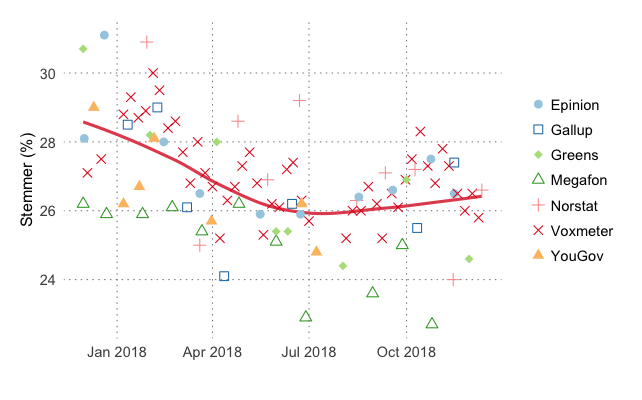 30
28
26
24
Stemmer (%)
Jan 2018
Apr 2018
Jul 2018
Oct 2018
Epinion
Gallup
Greens
Megafon
Norstat
Voxmeter
YouGov